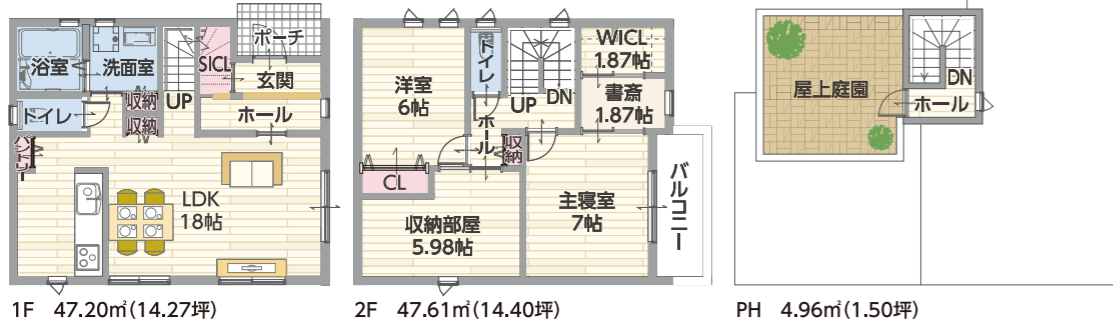 浴室
洗面室
UP
SICL
ポーチ
玄関
ホール
トイレ
収納
収納
パントリー
LDK
18帖
1F 47.20㎡(14.27坪)
洋室
6帖
トイレ
UP
DN
WICL
1.87帖
書斎
1.87帖
ホール
収納
CL
収納部屋
5.98帖
主寝室
7帖
バルコニー
2F 47.61㎡(14.40坪)
屋上庭園
DN
ホール
PH 4.96㎡(1.50坪)